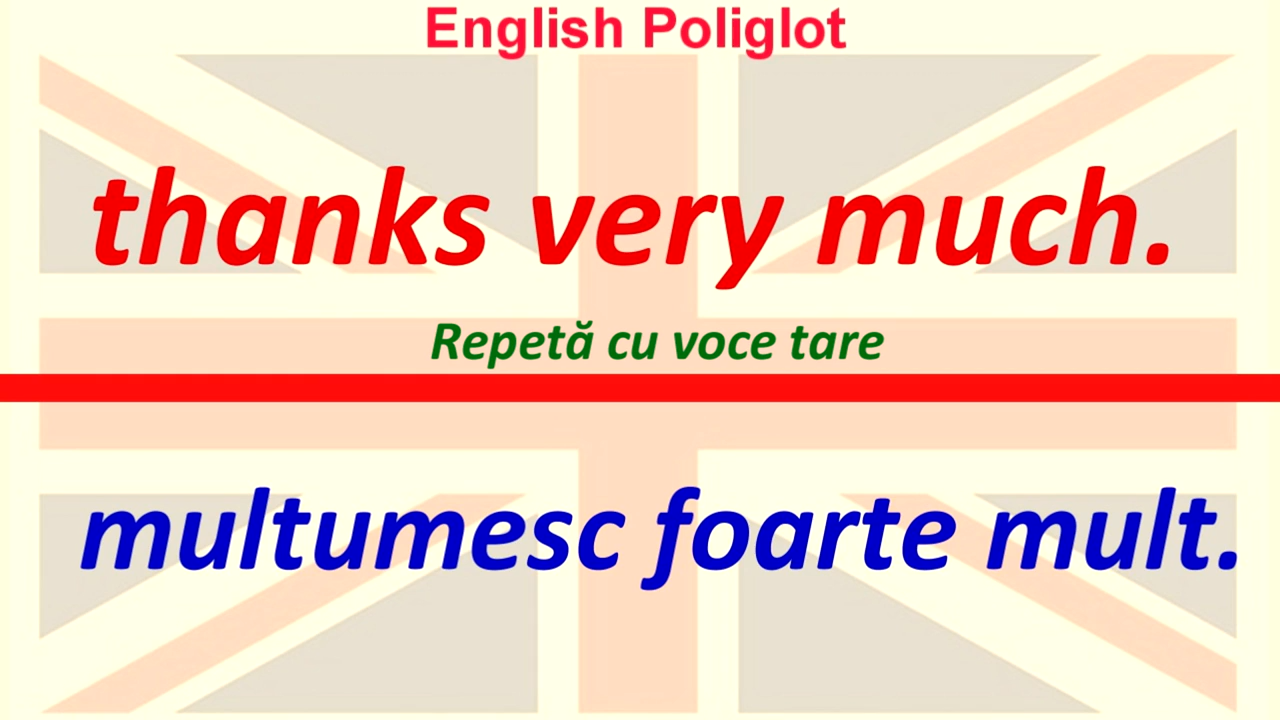 English Poliglot
thanks very much.
Repetă cu voce tare
multumesc foarte mult.